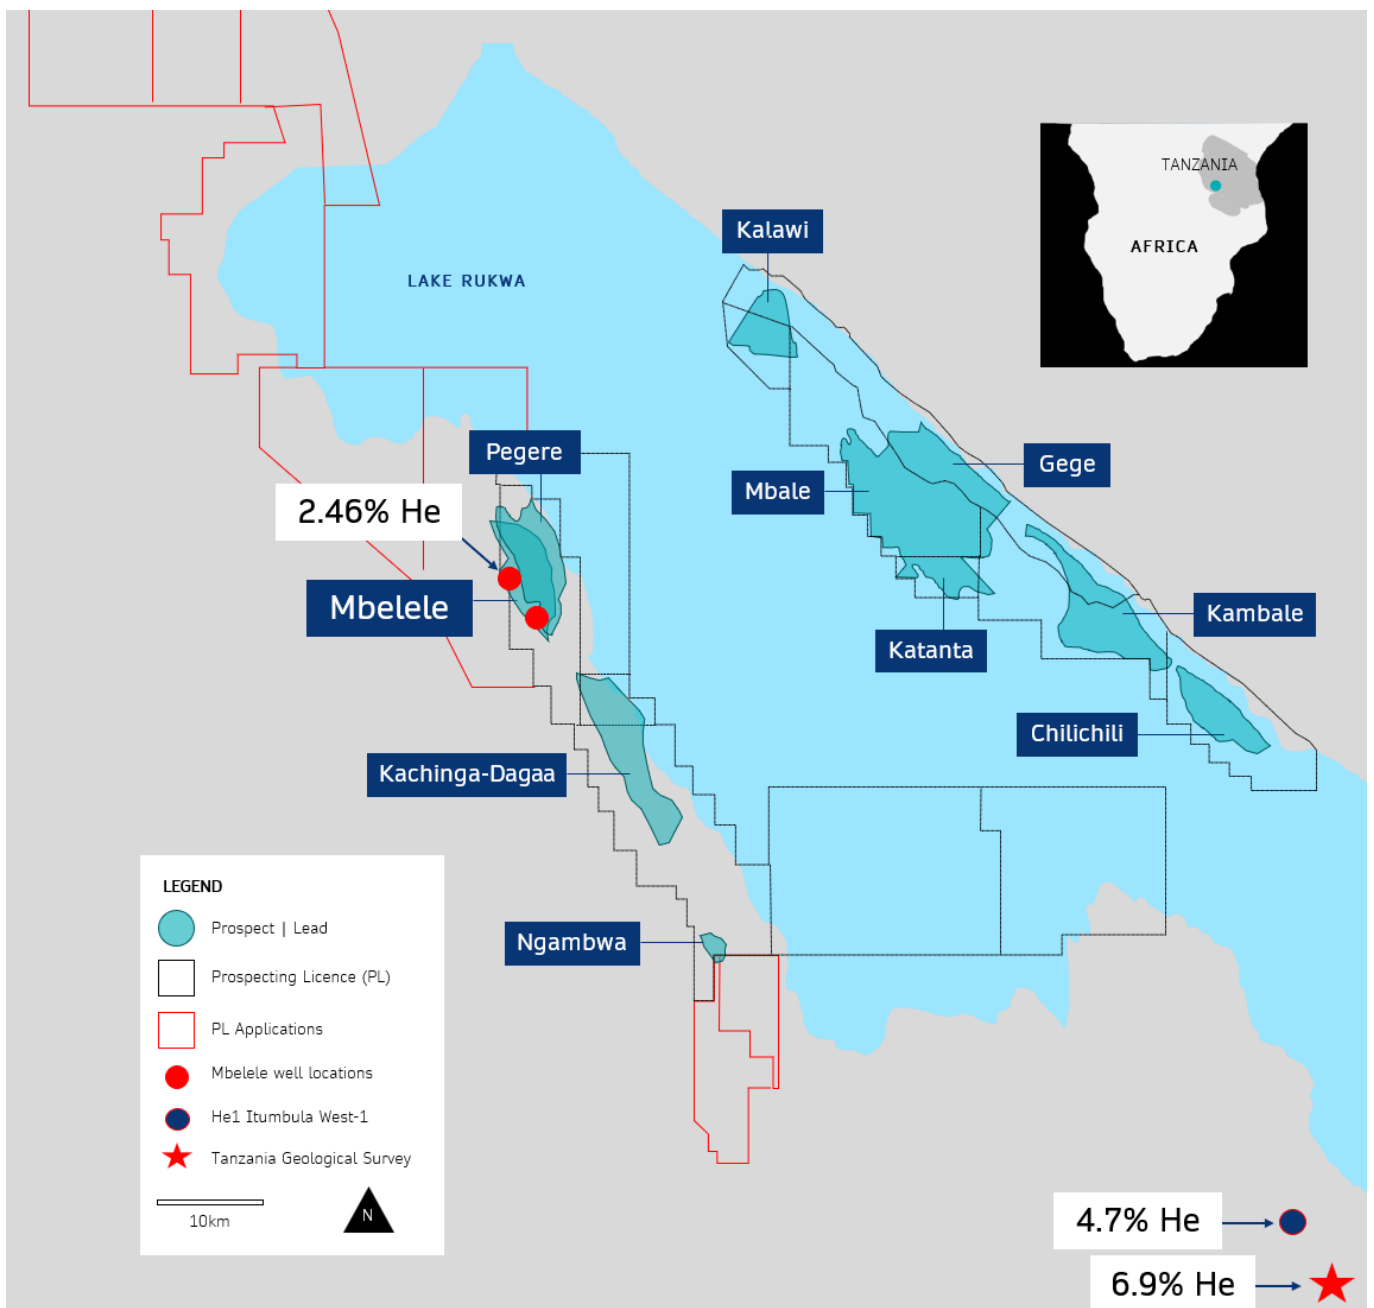 TANZANIA
AFRICA
Kalawi
LAKE RUKWA
Pegere
Gege
Mbale
2.46% He
Mbelele
Kambale
Katanta
Chilichili
Kachinga-Dagaa
Ngambwa
LEGEND
Prospect | Lead
Prospecting Licence (PL)
PL Applications
Mbelele well locations
He1 Itumbula West-1
Tanzania Geological Survey
10km
N
4.7% He
6.9% He